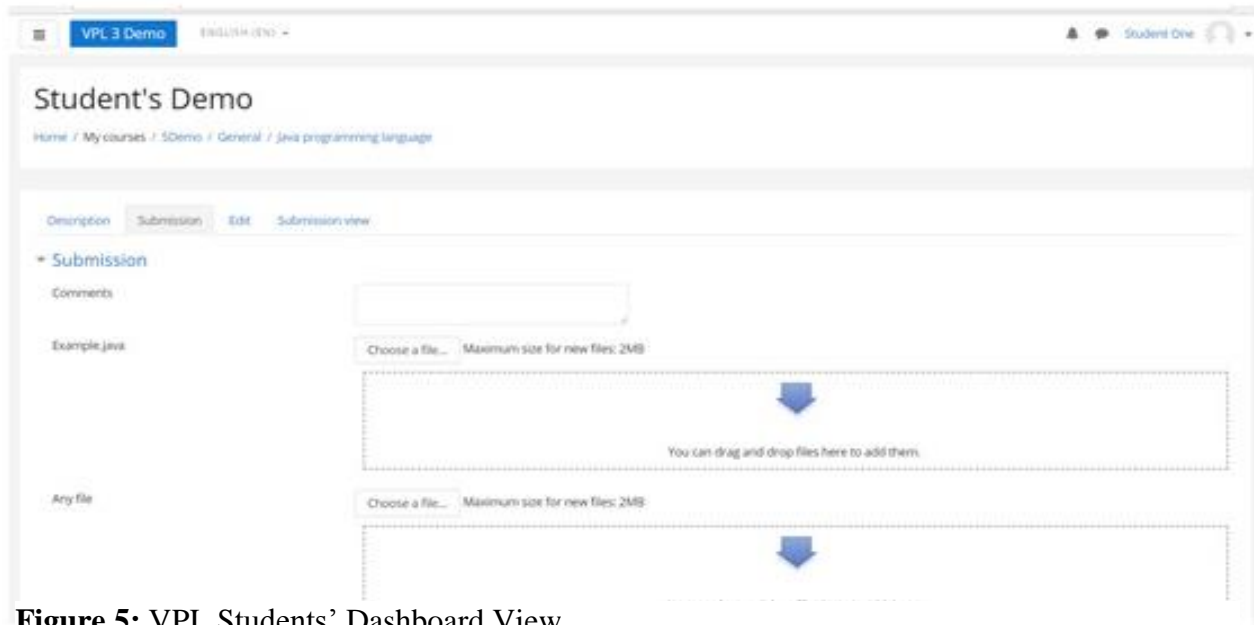 VPL 3 Demo ENGLISH (EN) Student One
Student's Demo
Home / My courses / SDemo / General / Java programming language
Description Submission Edit Submission view
Submission
Comments
Example.java Choose a file... Maximum size for new files: 2MB
You can drag and drop files here to add them.
Any file Choose a file... Maximum size for new files: 2MB
Figure 5: VPL Students’ Dashboard View